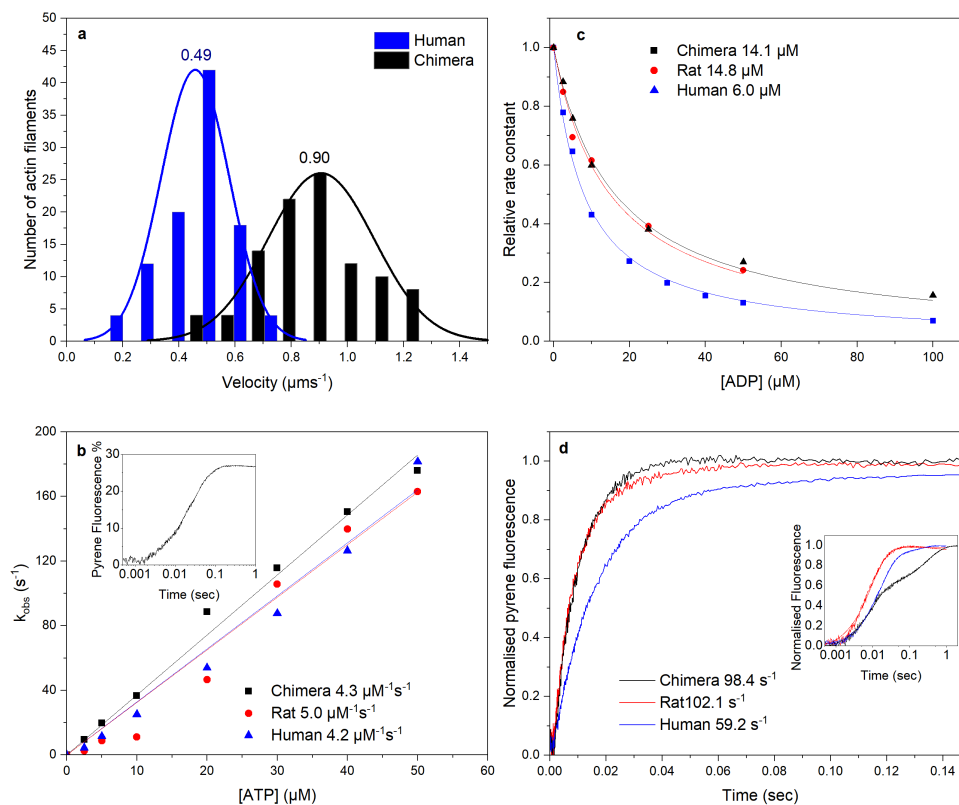 a
Human
Chimera
0.49
0.90
50
45
40
35
30
25
20
15
10
5
0
Number of actin filaments
0.0 0.2 0.4 0.6 0.8 1.0 1.2 1.4
Velocity (µms⁻¹)
c
Chimera 14.1 µM
Rat 14.8 µM
Human 6.0 µM
1.0
0.8
0.6
0.4
0.2
0.0
Relative rate constant
0 20 40 60 80 100
[ADP] (µM)
b
200
160
120
80
40
0
k_obs (s⁻¹)
Pyrene Fluorescence %
30
20
10
0
0.001 0.01 0.1 1
Time (sec)
Chimera 4.3 µM⁻¹s⁻¹
Rat 5.0 µM⁻¹s⁻¹
Human 4.2 µM⁻¹s⁻¹
0 10 20 30 40 50 60
[ATP] (µM)
d
1.0
0.8
0.6
0.4
0.2
0.0
Normalised pyrene fluorescence
Normalised Fluorescence
1.0
0.8
0.6
0.4
0.2
0.0
0.001 0.01 0.1 1
Time (sec)
Chimera 98.4 s⁻¹
Rat102.1 s⁻¹
Human 59.2 s⁻¹
0.00 0.02 0.04 0.06 0.08 0.10 0.12 0.14
Time (sec)